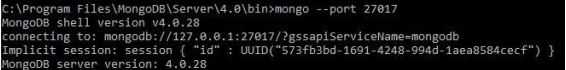 C:\Program Files\MongoDB\Server\4.0\bin>mongo --port 27017
MongoDB shell version v4.0.28
connecting to: mongodb://127.0.0.1:27017/?gssapiServiceName=mongodb
Implicit session: session { "id" : UUID("573fb3bd-1691-4248-994d-1aea8584cecf") }
MongoDB server version: 4.0.28